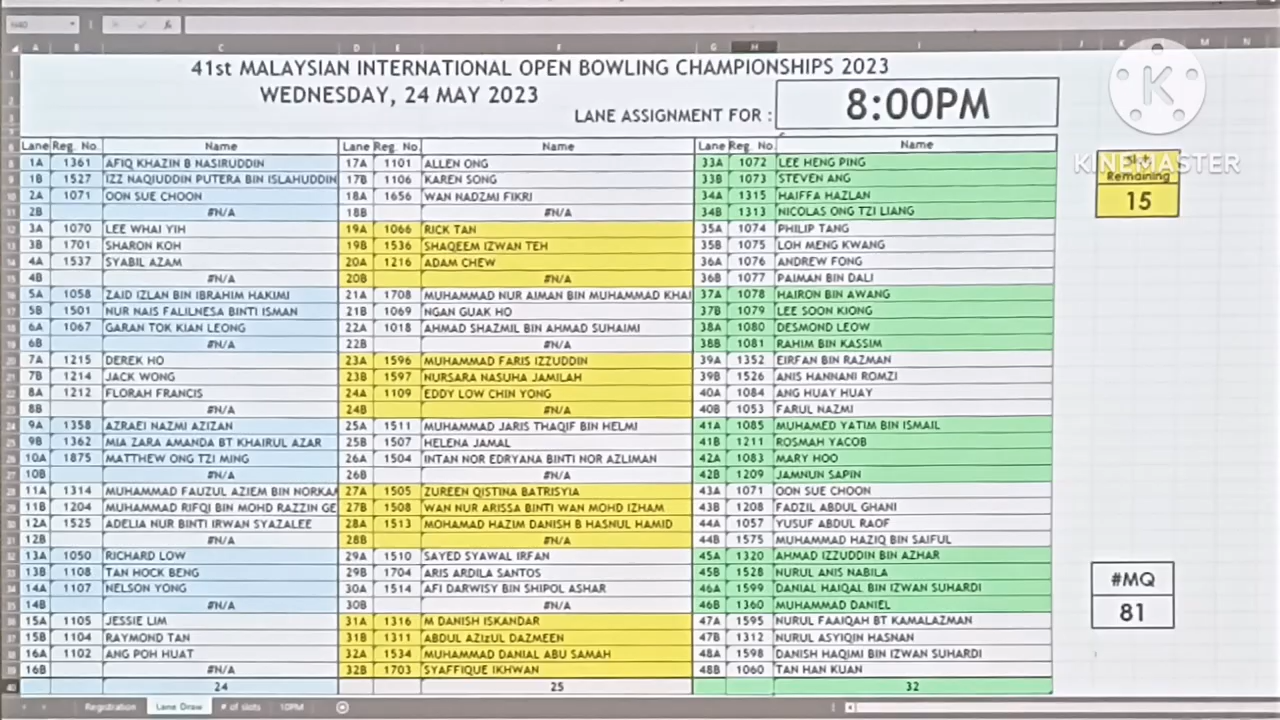 H40
fx
A B C D E F G H I J K L M N
41st MALAYSIAN INTERNATIONAL OPEN BOWLING CHAMPIONSHIPS 2023
WEDNESDAY, 24 MAY 2023
LANE ASSIGNMENT FOR : 8:00PM
Lane Reg. No. Name Lane Reg. No. Name Lane Reg. No. Name
1A 1361 AFIQ KHAZIN B NASIRUDDIN 17A 1101 ALLEN ONG 33A 1072 LEE HENG PING
1B 1527 IZZ NAQIUDDIN PUTERA BIN ISLAHUDDIN 17B 1106 KAREN SONG 33B 1073 STEVEN ANG
2A 1071 OON SUE CHOON 18A 1656 WAN NADZMI FIKRI 34A 1315 HAIFFA HAZLAN
2B #N/A 18B #N/A 34B 1313 NICOLAS ONG TZI LIANG
3A 1070 LEE WHAI YIH 19A 1066 RICK TAN 35A 1074 PHILIP TANG
3B 1701 SHARON KOH 19B 1536 SHAQEEM IZWAN TEH 35B 1075 LOH MENG KWANG
4A 1537 SYABIL AZAM 20A 1216 ADAM CHEW 36A 1076 ANDREW FONG
4B #N/A 20B #N/A 36B 1077 PAIMAN BIN DALI
5A 1058 ZAID IZLAN BIN IBRAHIM HAKIMI 21A 1708 MUHAMMAD NUR AIMAN BIN MUHAMMAD KHAI 37A 1078 HAIRON BIN AWANG
5B 1501 NUR NAIS FALILNESA BINTI ISMAN 21B 1069 NGAN GUAK HO 37B 1079 LEE SOON KIONG
6A 1067 GARAN TOK KIAN LEONG 22A 1018 AHMAD SHAZMIL BIN AHMAD SUHAIMI 38A 1080 DESMOND LEOW
6B #N/A 22B #N/A 38B 1081 RAHIM BIN KASSIM
7A 1215 DEREK HO 23A 1596 MUHAMMAD FARIS IZZUDDIN 39A 1352 EIRFAN BIN RAZMAN
7B 1214 JACK WONG 23B 1597 NURSARA NASUHA JAMILAH 39B 1526 ANIS HANNANI ROMZI
8A 1212 FLORAH FRANCIS 24A 1109 EDDY LOW CHIN YONG 40A 1084 ANG HUAY HUAY
8B #N/A 24B #N/A 40B 1053 FARUL NAZMI
9A 1358 AZRAEI NAZMI AZIZAN 25A 1511 MUHAMMAD JARIS THAQIF BIN HELMI 41A 1085 MUHAMED YATIM BIN ISMAIL
9B 1362 MIA ZARA AMANDA BT KHAIRUL AZAR 25B 1507 HELENA JAMAL 41B 1211 ROSMAH YACOB
10A 1875 MATTHEW ONG TZI MING 26A 1504 INTAN NOR EDRYANA BINTI NOR AZLIMAN 42A 1083 MARY HOO
10B #N/A 26B #N/A 42B 1209 JAMNUN SAPIN
11A 1314 MUHAMMAD FAUZUL AZIEM BIN NORKA 27A 1505 ZUREEN QISTINA BATRISYIA 43A 1071 OON SUE CHOON
11B 1204 MUHAMMAD RIFQI BIN MOHD RAZZIN GE 27B 1508 WAN NUR ARISSA BINTI WAN MOHD IZHAM 43B 1208 FADZIL ABDUL GHANI
12A 1525 ADELIA NUR BINTI IRWAN SYAZALEE 28A 1513 MOHAMAD HAZIM DANISH B HASNUL HAMID 44A 1057 YUSUF ABDUL RAOF
12B #N/A 28B #N/A 44B 1575 MUHAMMAD HAZIQ BIN SAIFUL
13A 1050 RICHARD LOW 29A 1510 SAYED SYAWAL IRFAN 45A 1320 AHMAD IZZUDDIN BIN AZHAR
13B 1108 TAN HOCK BENG 29B 1704 ARIS ARDILA SANTOS 45B 1528 NURUL ANIS NABILA
14A 1107 NELSON YONG 30A 1514 AFI DARWISY BIN SHIPOL ASHAR 46A 1599 DANIAL HAIQAL BIN IZWAN SUHARDI
14B #N/A 30B #N/A 46B 1360 MUHAMMAD DANIEL
15A 1105 JESSIE LIM 31A 1316 M DANISH ISKANDAR 47A 1595 NURUL FAAIQAH BT KAMALAZMAN
15B 1104 RAYMOND TAN 31B 1311 ABDUL AZIZUL DAZMEEN 47B 1312 NURUL ASYIQIN HASNAN
16A 1102 ANG POH HUAT 32A 1534 MUHAMMAD DANIAL ABU SAMAH 48A 1598 DANISH HAQIMI BIN IZWAN SUHARDI
16B #N/A 32B 1703 SYAFFIQUE IKHWAN 48B 1060 TAN HAN KUAN
24 25 32
K
KINEMASTER
Remaining
15
#MQ
81
Registration Lane Draw # of slots 10PM